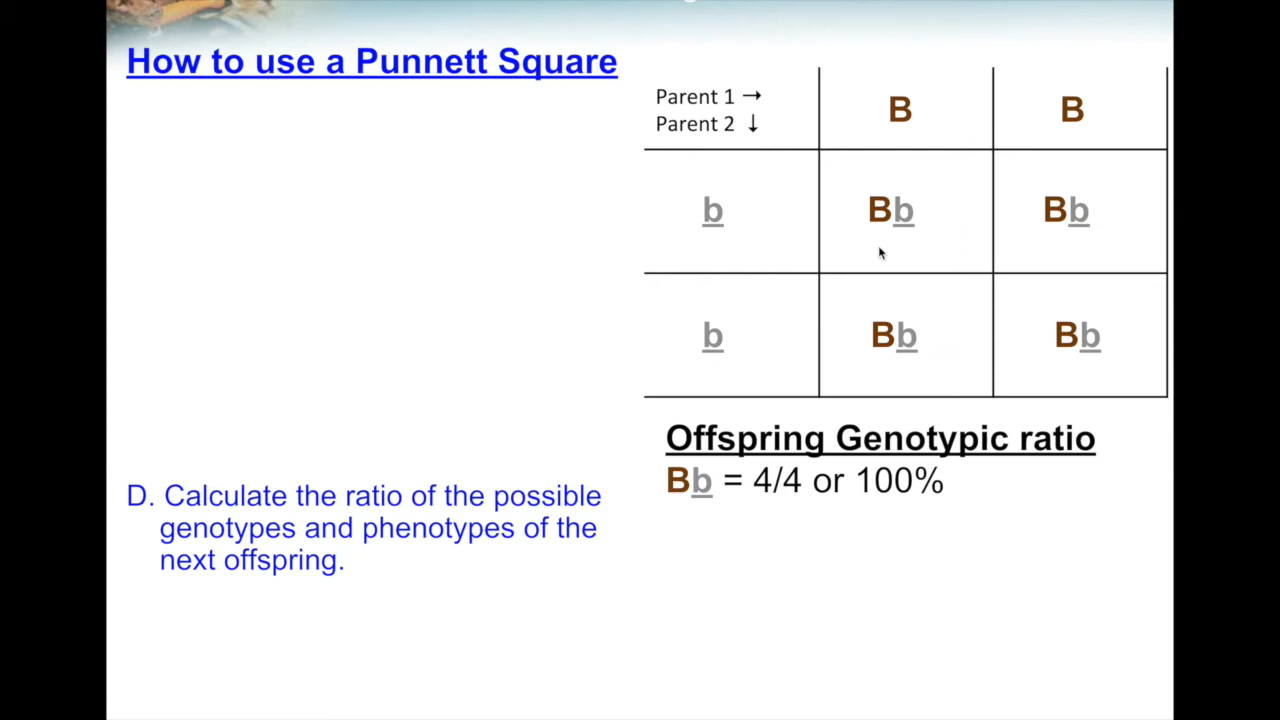 How to use a Punnett Square
Parent 1 →
Parent 2 ↓
B
B
b
Bb
Bb
b
Bb
Bb
Offspring Genotypic ratio
Bb = 4/4 or 100%
D. Calculate the ratio of the possible
genotypes and phenotypes of the
next offspring.